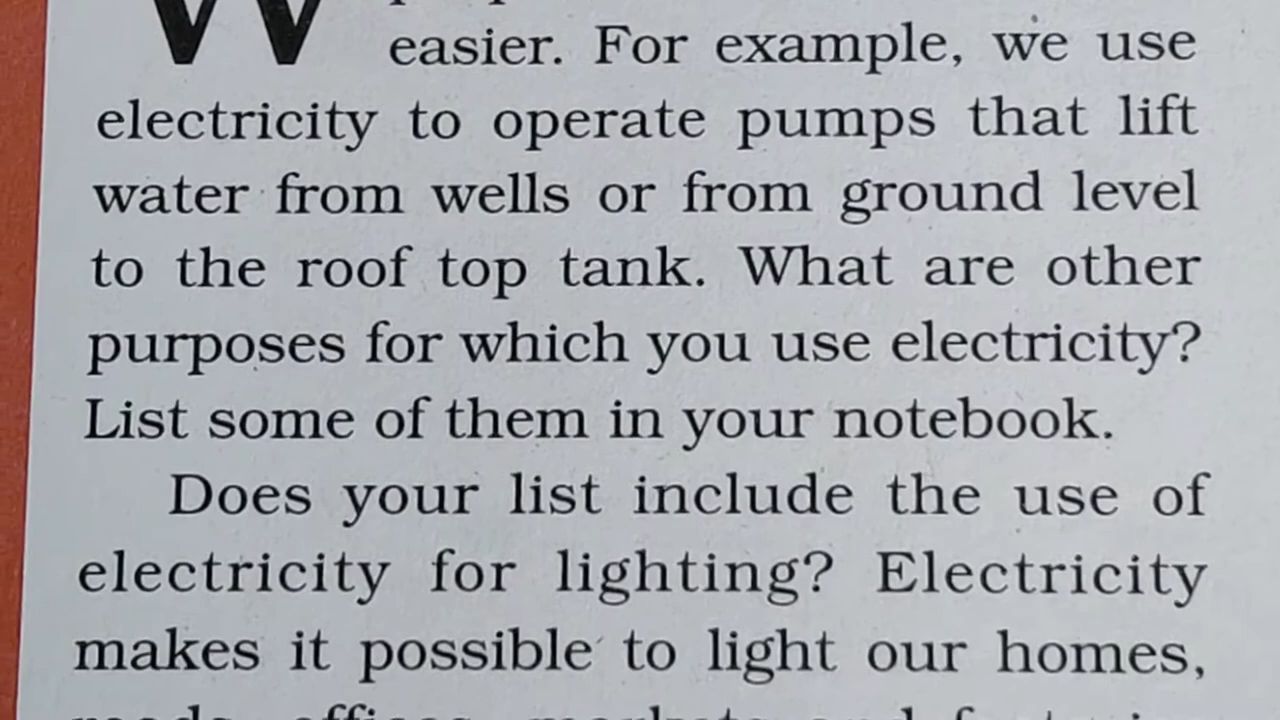 W
easier. For example, we use
electricity to operate pumps that lift
water from wells or from ground level
to the roof top tank. What are other
purposes for which you use electricity?
List some of them in your notebook.
Does your list include the use of
electricity for lighting? Electricity
makes it possible to light our homes,